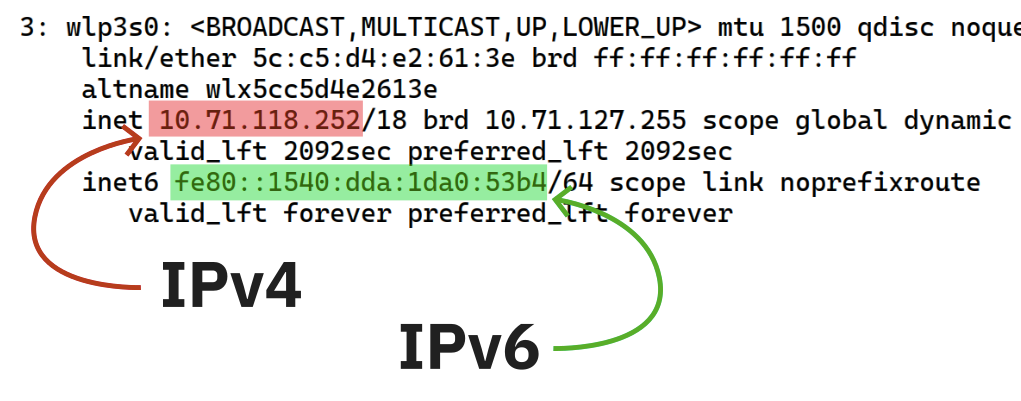 3: wlp3s0: <BROADCAST,MULTICAST,UP,LOWER_UP> mtu 1500 qdisc noque
link/ether 5c:c5:d4:e2:61:3e brd ff:ff:ff:ff:ff:ff
altname wlx5cc5d4e2613e
inet 10.71.118.252/18 brd 10.71.127.255 scope global dynamic
valid_lft 2092sec preferred_lft 2092sec
inet6 fe80::1540:dda:1da0:53b4/64 scope link noprefixroute
valid_lft forever preferred_lft forever
IPv4
IPv6